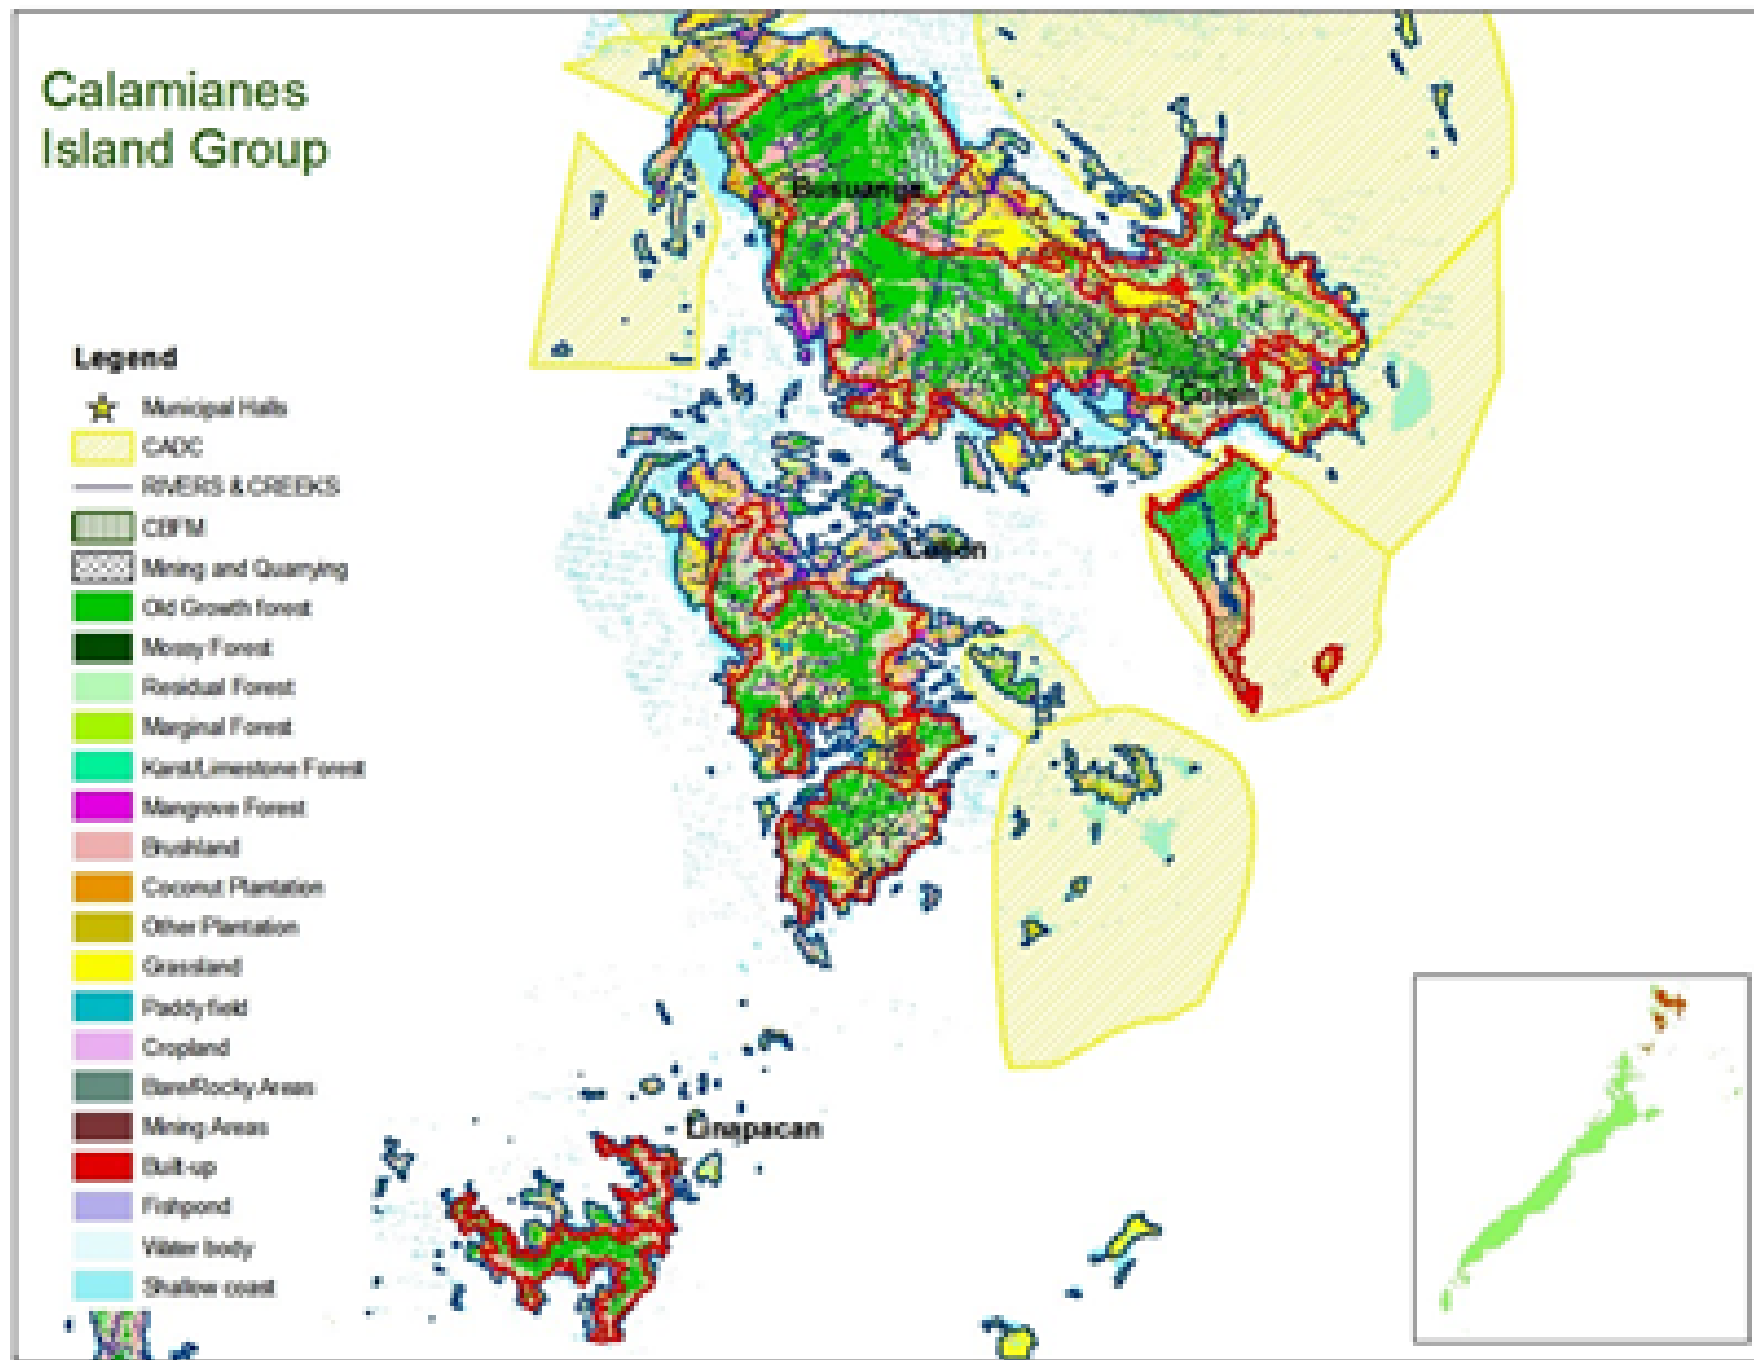 Calamianes
Island Group
Legend
Municipal Halls
CADC
RIVERS & CREEKS
CBFM
Mining and Quarrying
Old Growth forest
Mossy Forest
Residual Forest
Marginal Forest
Karst/Limestone Forest
Mangrove Forest
Brushland
Coconut Plantation
Other Plantation
Grassland
Paddy field
Cropland
Bare/Rocky Areas
Mining Areas
Built-up
Fishpond
Water body
Shallow coast
Busuanga
Coron
Culion
Linapacan